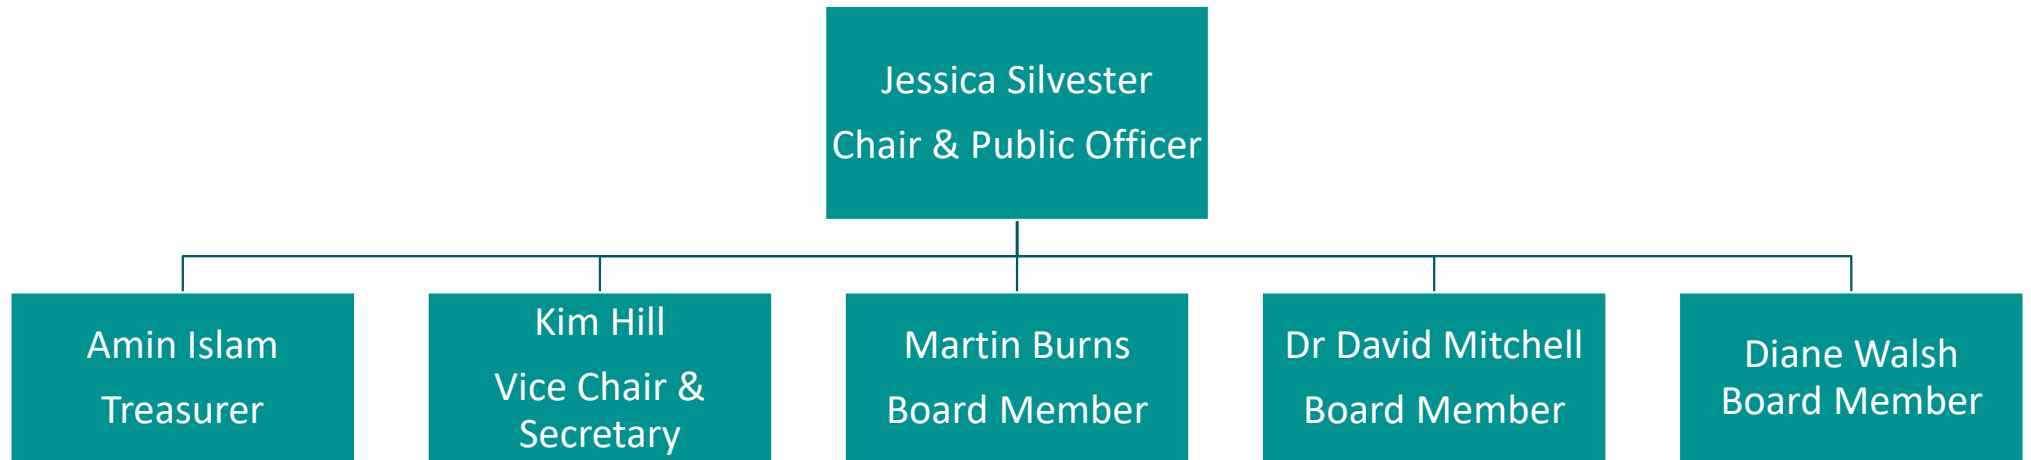 Jessica Silvester
Chair & Public Officer
Amin Islam
Treasurer
Kim Hill
Vice Chair &
Secretary
Martin Burns
Board Member
Dr David Mitchell
Board Member
Diane Walsh
Board Member